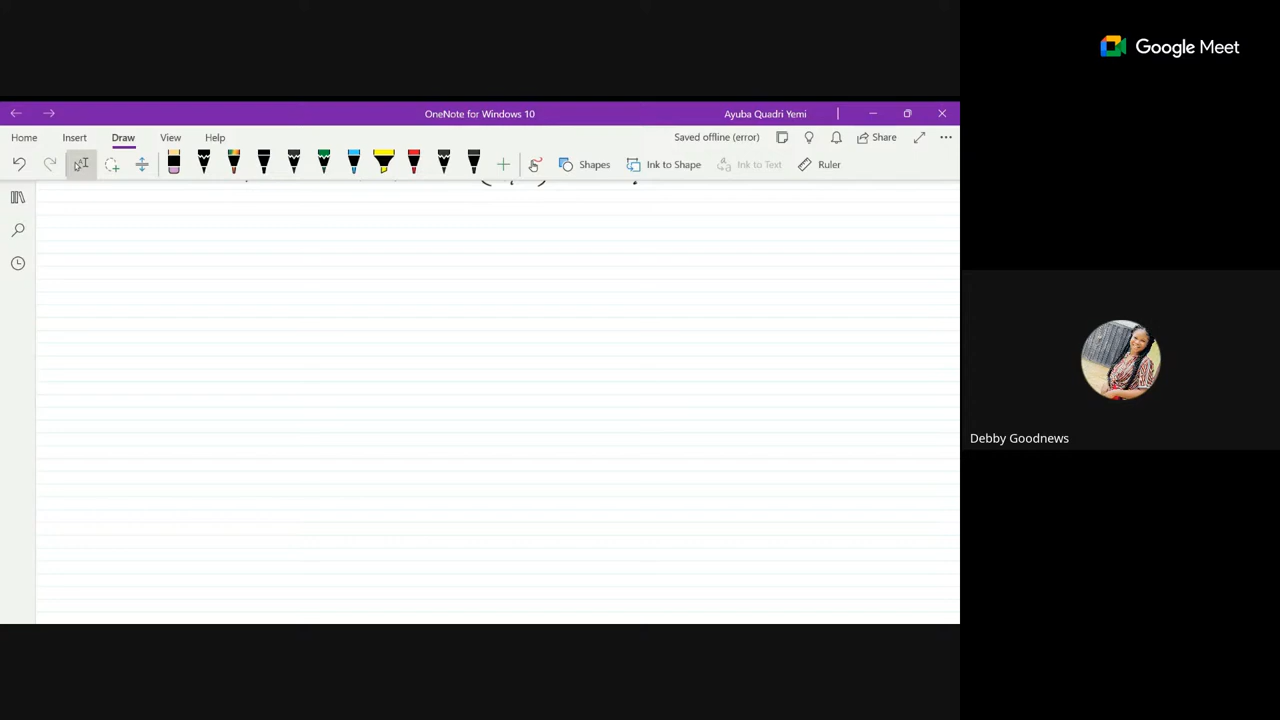 Google Meet
OneNote for Windows 10
Ayuba Quadri Yemi
Home Insert Draw View Help
Saved offline (error)
Share
Shapes
Ink to Shape
Ink to Text
Ruler
Debby Goodnews